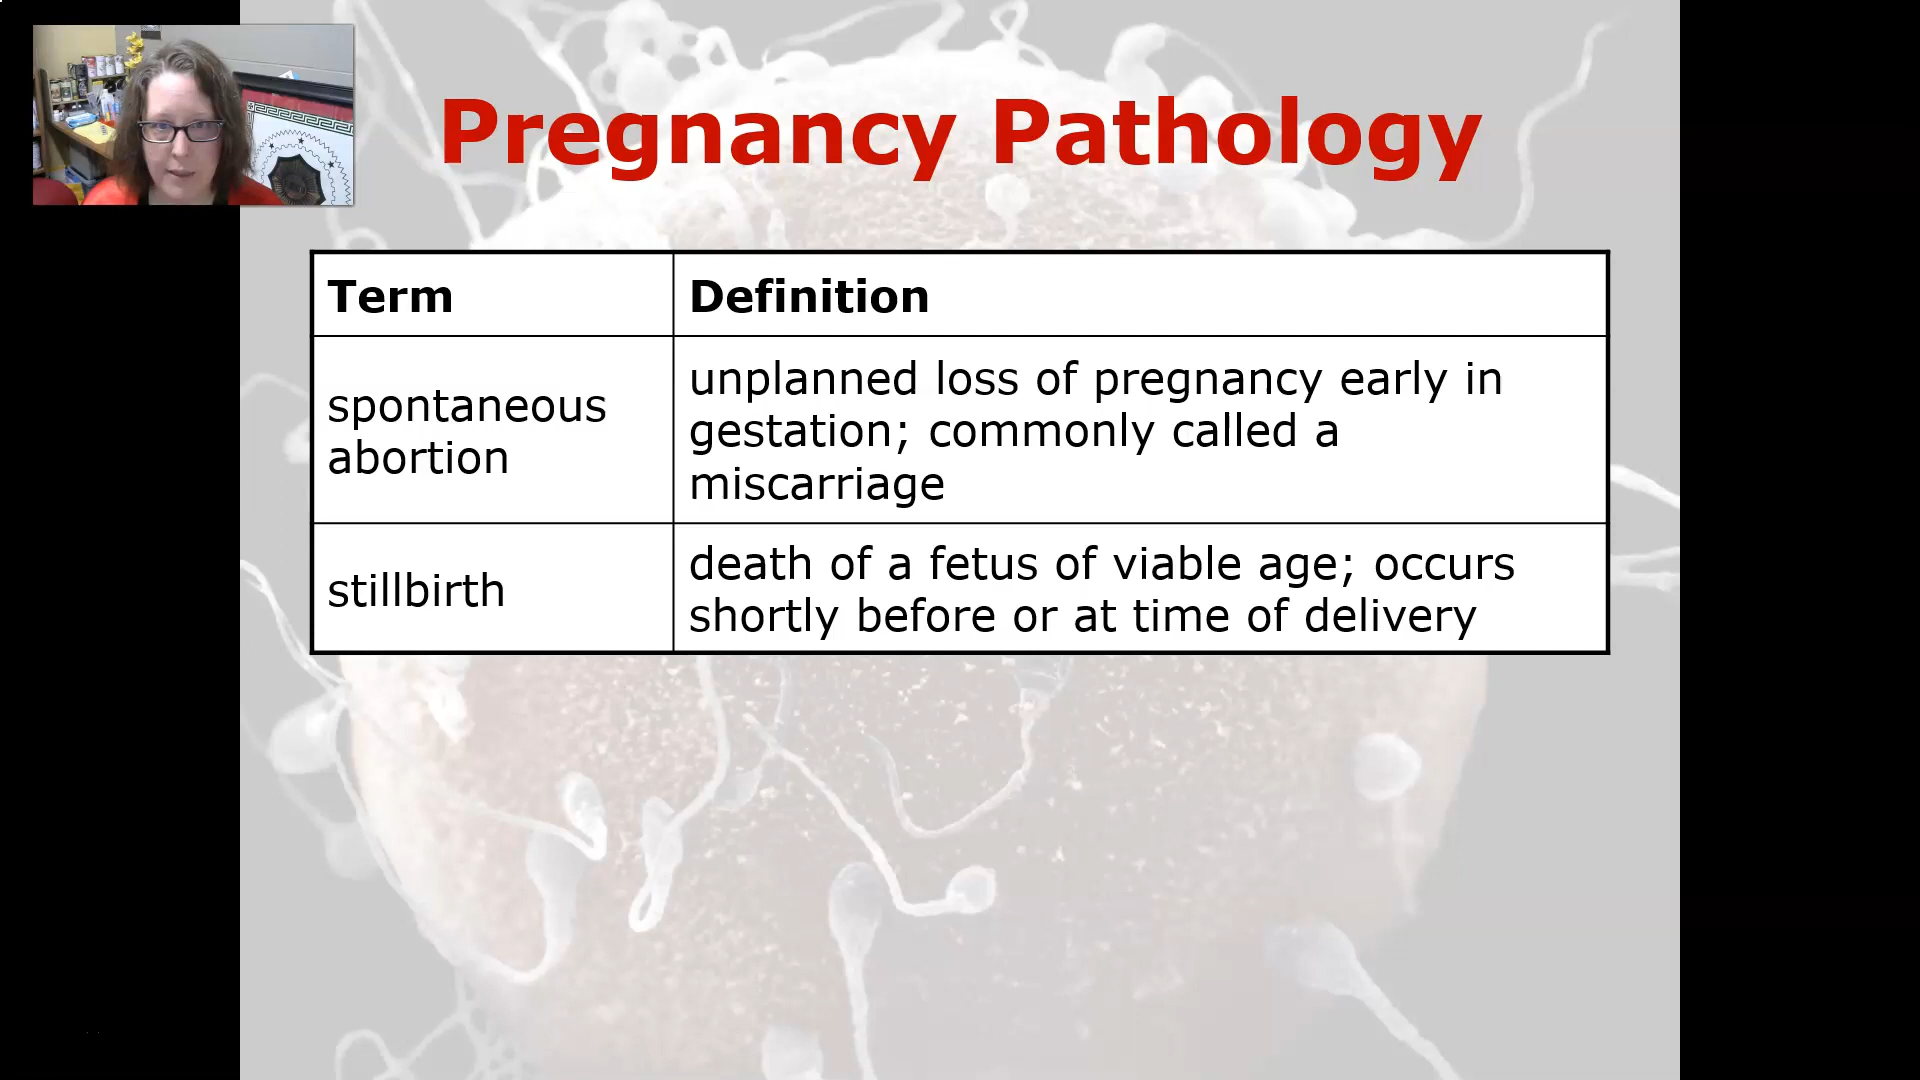 Pregnancy Pathology
Term
Definition
spontaneous
abortion
unplanned loss of pregnancy early in
gestation; commonly called a
miscarriage
stillbirth
death of a fetus of viable age; occurs
shortly before or at time of delivery